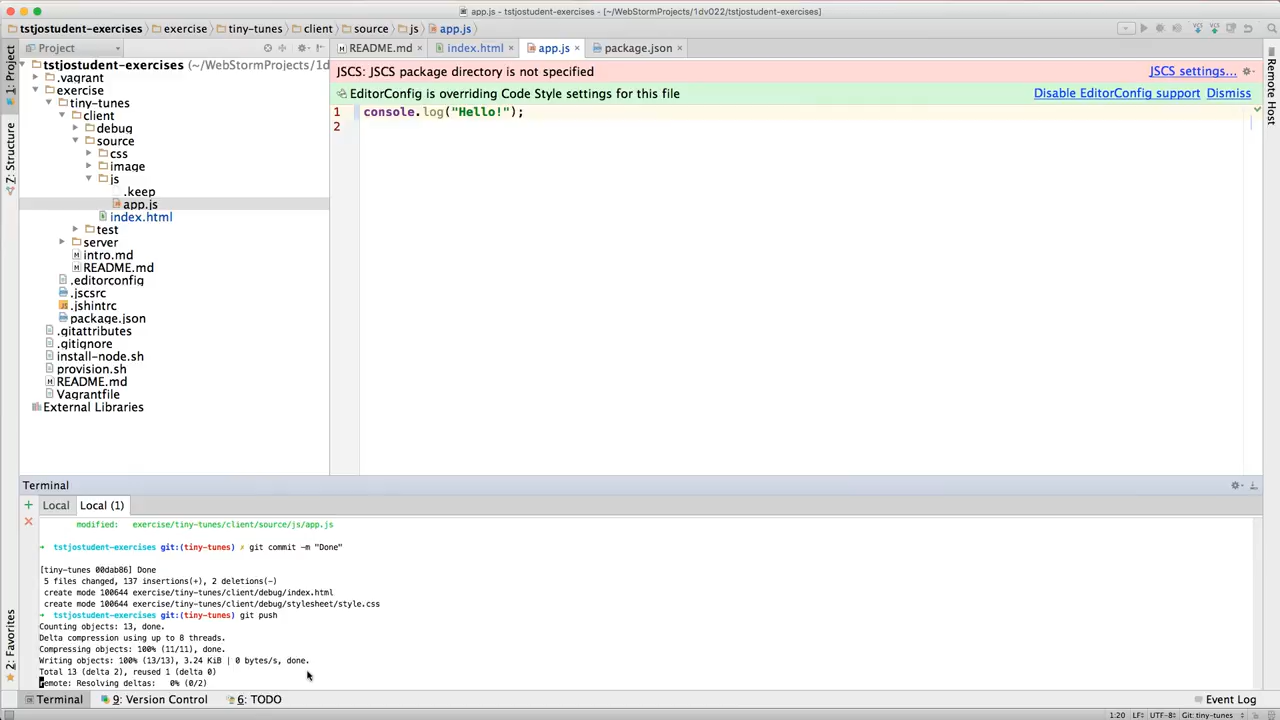 app.js - tstjostudent-exercises - [~/WebStormProjects/1dv022/tstjostudent-exercises]
tstjostudent-exercises exercise tiny-tunes client source js app.js
1: Project
Z: Structure
2: Favorites
Project
tstjostudent-exercises (~/WebStormProjects/1d
.vagrant
exercise
tiny-tunes
client
debug
source
css
image
js
.keep
app.js
index.html
test
server
intro.md
README.md
.editorconfig
.jscsrc
.jshintrc
package.json
.gitattributes
.gitignore
install-node.sh
provision.sh
README.md
Vagrantfile
External Libraries
README.md index.html app.js package.json
JSCS: JSCS package directory is not specified JSCS settings...
EditorConfig is overriding Code Style settings for this file Disable EditorConfig support Dismiss
1 console.log("Hello!");
2
Remote Host
Terminal
Local Local (1)
modified: exercise/tiny-tunes/client/source/js/app.js
➜ tstjostudent-exercises git:(tiny-tunes) ✗ git commit -m "Done"
[tiny-tunes 00dab86] Done
5 files changed, 137 insertions(+), 2 deletions(-)
create mode 100644 exercise/tiny-tunes/client/debug/index.html
create mode 100644 exercise/tiny-tunes/client/debug/stylesheet/style.css
➜ tstjostudent-exercises git:(tiny-tunes) git push
Counting objects: 13, done.
Delta compression using up to 8 threads.
Compressing objects: 100% (11/11), done.
Writing objects: 100% (13/13), 3.24 KiB | 0 bytes/s, done.
Total 13 (delta 2), reused 1 (delta 0)
remote: Resolving deltas: 0% (0/2)
Terminal 9: Version Control 6: TODO Event Log
1:20 LF÷ UTF-8÷ Git: tiny-tunes